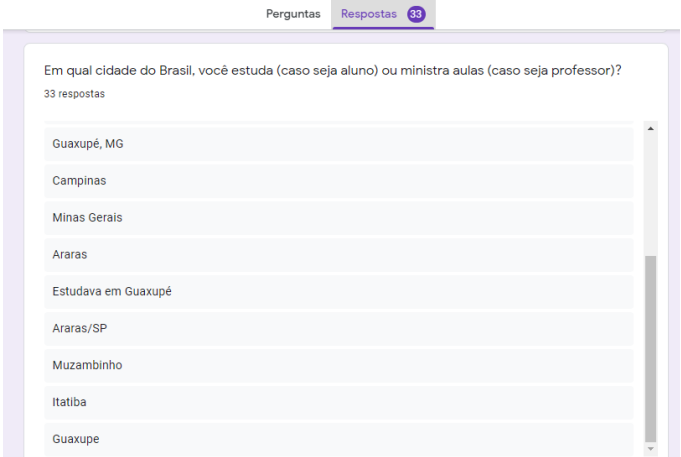 Perguntas Respostas 33
Em qual cidade do Brasil, você estuda (caso seja aluno) ou ministra aulas (caso seja professor)?
33 respostas
Guaxupé, MG
Campinas
Minas Gerais
Araras
Estudava em Guaxupé
Araras/SP
Muzambinho
Itatiba
Guaxupe